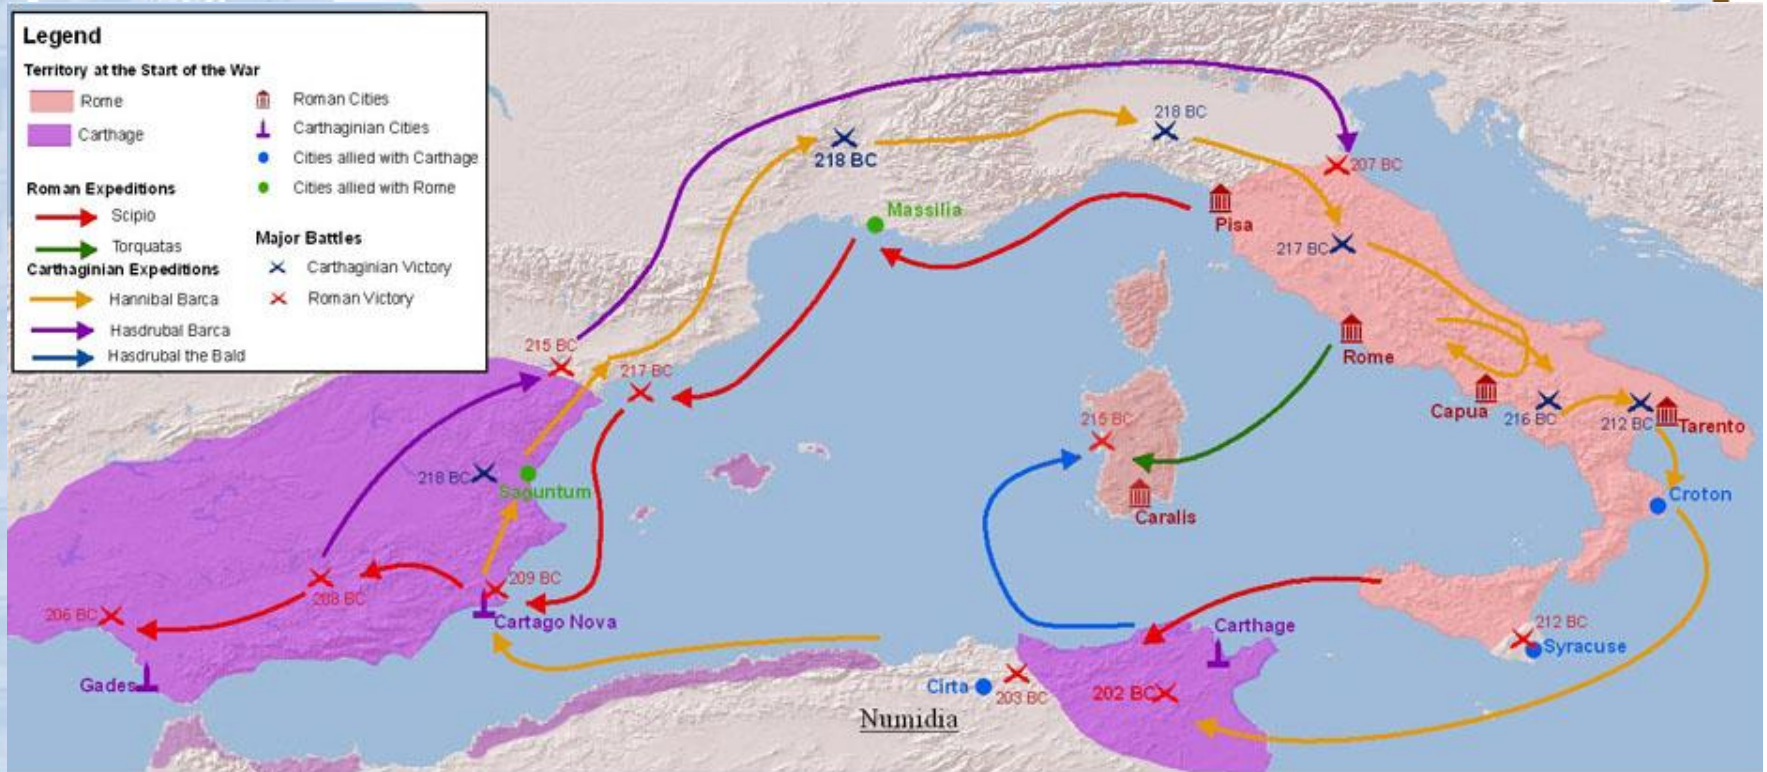 Legend
Territory at the Start of the War
Rome
Carthage
Roman Cities
Carthaginian Cities
Cities allied with Carthage
Cities allied with Rome
Roman Expeditions
Scipio
Torquatas
Carthaginian Expeditions
Hannibal Barca
Hasdrubal Barca
Hasdrubal the Bald
Major Battles
Carthaginian Victory
Roman Victory
218 BC
218 BC
207 BC
Massilia
Pisa
217 BC
Rome
215 BC
217 BC
Capua
216 BC
212 BC
Tarento
215 BC
218 BC
Saguntum
Caralis
Croton
209 BC
208 BC
206 BC
Cartago Nova
Gades
Carthage
212 BC
Syracuse
Cirta
203 BC
202 BC
Numidia